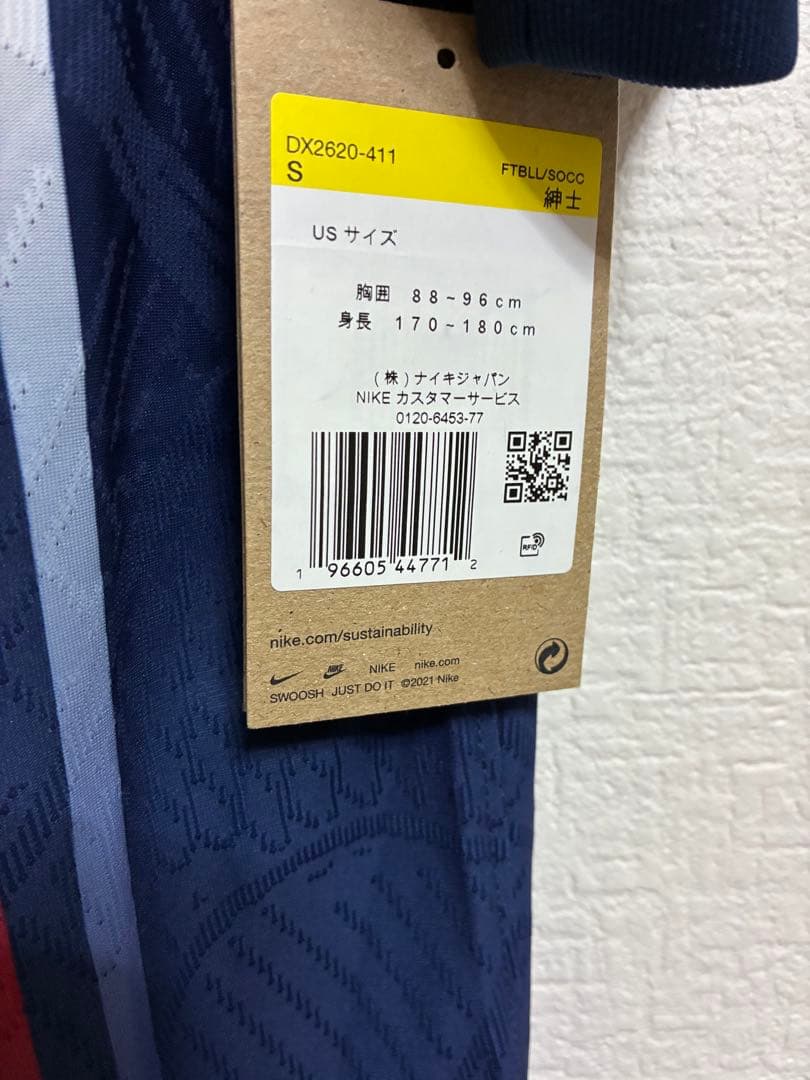 DX2620-411
S
FTBLL/SOCC
紳士
US サイズ
胸囲 88~96cm
身長 170~180cm
(株)ナイキジャパン
NIKE カスタマーサービス
0120-6453-77
1 96605 44771 2
RFID
nike.com/sustainability
NIKE NIKE nike.com
SWOOSH JUST DO IT ©2021 Nike